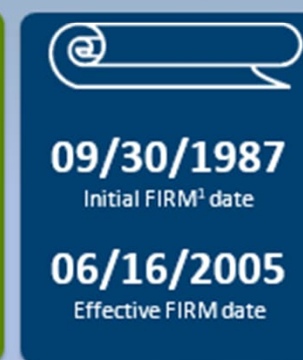 09/30/1987
Initial FIRM¹ date
06/16/2005
Effective FIRM date